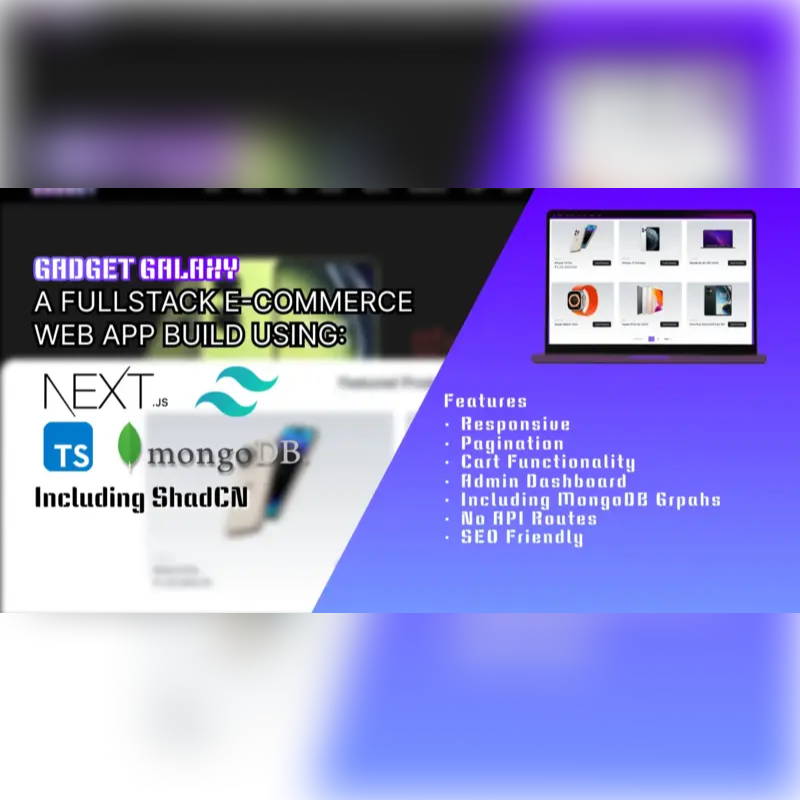 GADGET GALAXY
A FULLSTACK E-COMMERCE
WEB APP BUILD USING:
NEXT.JS
TS
mongoDB.
Including ShadCN
Features
· Responsive
· Pagination
· Cart Functionality
· Admin Dashboard
· Including MongoDB Grpahs
· No API Routes
· SEO Friendly